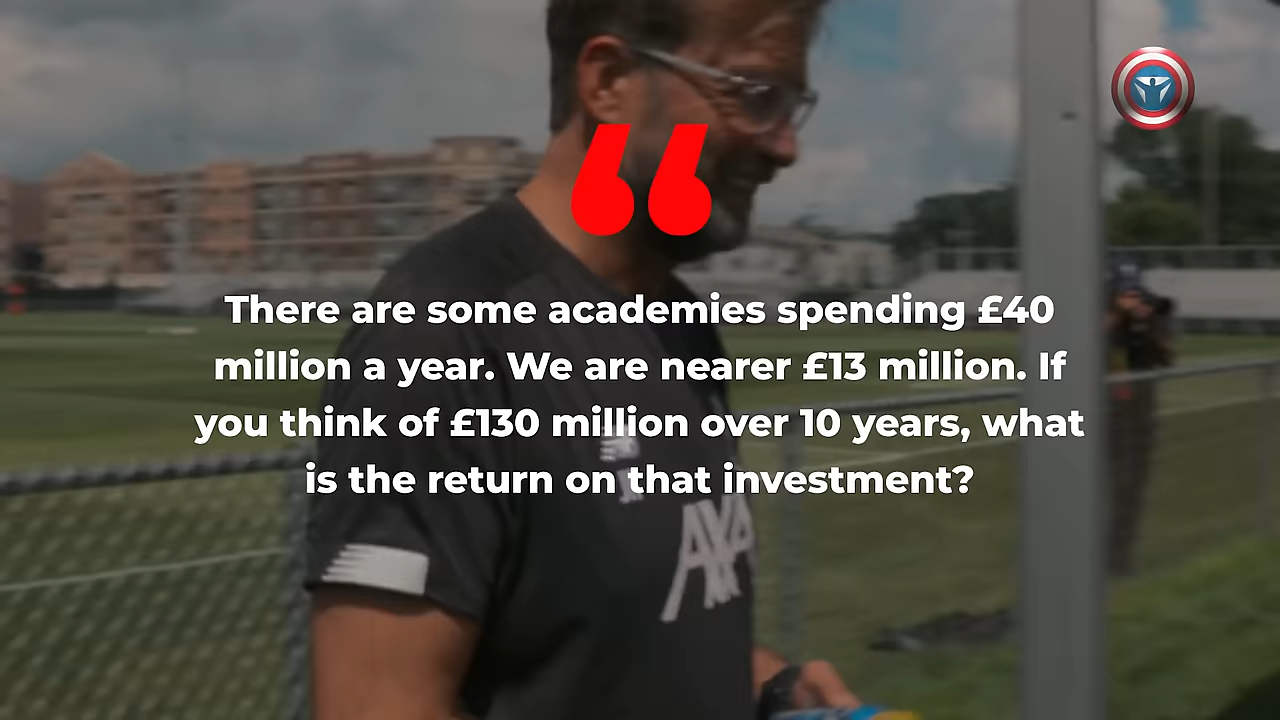 There are some academies spending £40
million a year. We are nearer £13 million. If
you think of £130 million over 10 years, what
is the return on that investment?
AXA